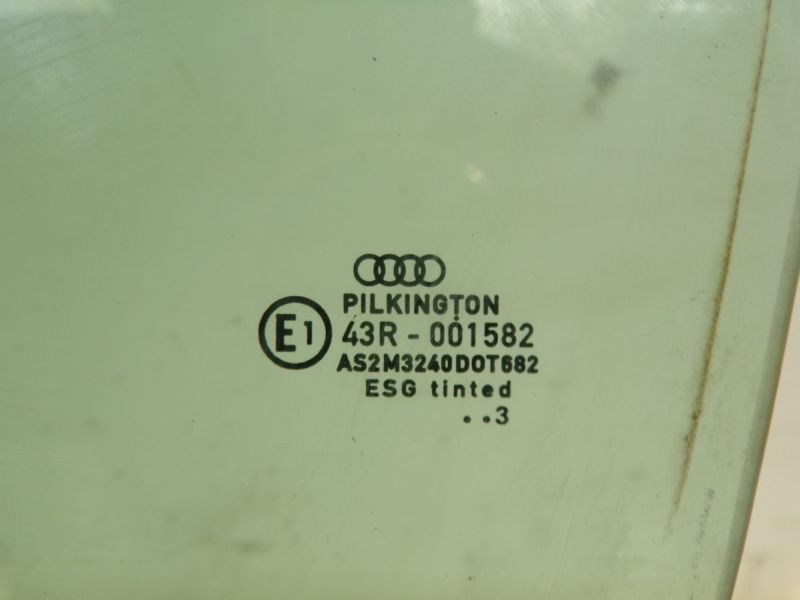 PILKINGTON
E1 43R - 001582
AS2M3240DOT682
ESG tinted
..3